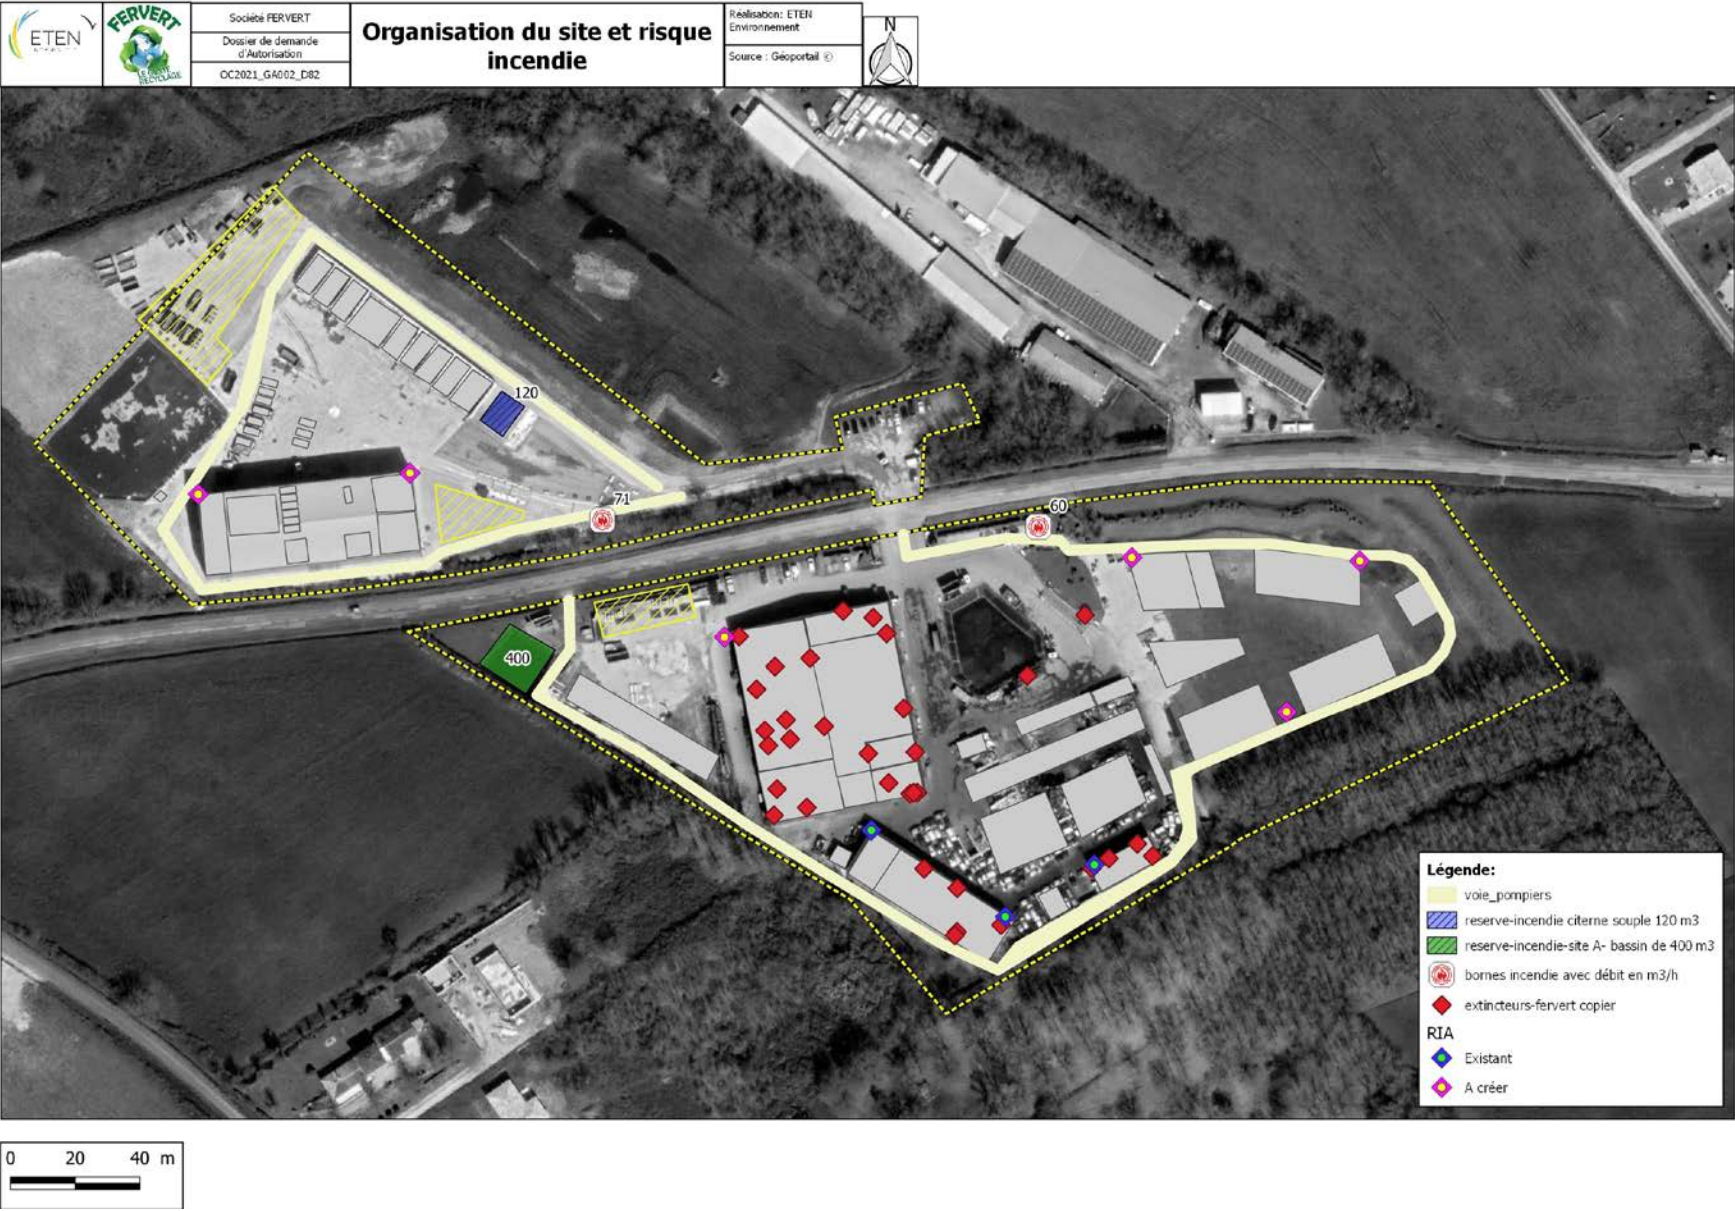 ETEN
FERVERT
RECYCLAGE
Société FERVERT
Dossier de demande
d'Autorisation
OC2021_GA002_D82
Organisation du site et risque
incendie
Réalisation: ETEN
Environnement
Source : Géoportail ©
N
120
71
60
400
Légende:
voie_pompiers
reserve-incendie citerne souple 120 m3
reserve-incendie-site A- bassin de 400 m3
bornes incendie avec débit en m3/h
extincteurs-fervert copier
RIA
Existant
A créer
0 20 40 m